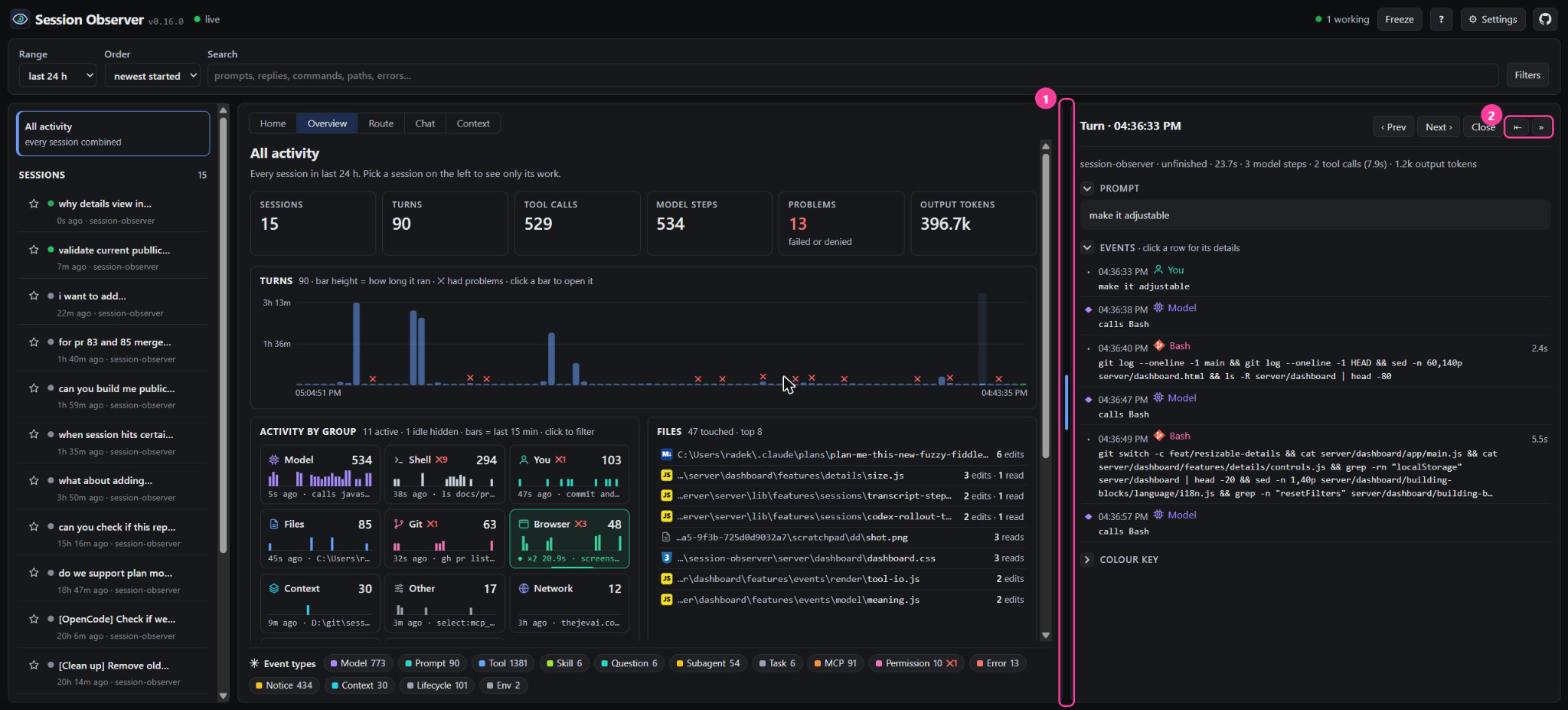 Session Observer v0.16.0 live
1 working Freeze ? Settings
Range Order Search
last 24 h newest started prompts, replies, commands, paths, errors... Filters
All activity
every session combined
SESSIONS 15
why details view in...
0s ago · session-observer
validate current publlic...
7m ago · session-observer
i want to add...
22m ago · session-observer
for pr 83 and 85 merge...
1h 40m ago · session-observer
can you build me public...
1h 59m ago · session-observer
when session hits certai...
1h 35m ago · session-observer
what about adding...
3h 50m ago · session-observer
can you check if this rep...
15h 16m ago · session-observer
do we support plan mo...
18h 47m ago · session-observer
[OpenCode] Check if we...
20h 6m ago · session-observer
[Clean up] Remove old...
20h 14m ago · session-observer
Home Overview Route Chat Context
All activity
Every session in last 24 h. Pick a session on the left to see only its work.
SESSIONS TURNS TOOL CALLS MODEL STEPS PROBLEMS OUTPUT TOKENS
15 90 529 534 13 396.7k
failed or denied
TURNS 90 · bar height = how long it ran · ✕ had problems · click a bar to open it
3h 13m
1h 36m
05:04:51 PM 04:43:35 PM
ACTIVITY BY GROUP 11 active · 1 idle hidden · bars = last 15 min · click to filter
Model 534
5s ago · calls javas...
>_ Shell ✕9 294
38s ago · ls docs/pr...
You ✕1 103
47s ago · commit and...
Files 85
45s ago · C:\Users\r...
Git ✕1 63
32s ago · gh pr list...
Browser ✕3 48
×2 20.9s · screens...
Context 30
9m ago · D:\git\sess...
Other 17
3m ago · select:mcp_...
Network 12
3h ago · thejevai.co...
FILES 47 touched · top 8
M↓ C:\Users\radek\.claude\plans\plan-me-this-new-fuzzy-fiddle... 6 edits
JS ...\server\dashboard\features\details\size.js 3 edits · 1 read
JS ...erver\server\lib\features\sessions\transcript-step... 2 edits · 1 read
JS ...erver\server\lib\features\sessions\codex-rollout-t... 2 edits · 1 read
...a5-9f3b-725d0d9032a7\scratchpad\dd\shot.png 3 reads
3 ...\session-observer\server\dashboard\dashboard.css 3 reads
JS ...r\dashboard\features\events\render\tool-io.js 2 edits
JS ...er\dashboard\features\events\model\meaning.js 2 edits
Event types Model 773 Prompt 90 Tool 1381 Skill 6 Question 6 Subagent 54 Task 6 MCP 91 Permission 10 ✕1 Error 13
Notice 434 Context 30 Lifecycle 101 Env 2
1
2
Turn · 04:36:33 PM ‹ Prev Next › Close ⇤ »
session-observer · unfinished · 23.7s · 3 model steps · 2 tool calls (7.9s) · 1.2k output tokens
PROMPT
make it adjustable
EVENTS · click a row for its details
04:36:33 PM You
make it adjustable
04:36:38 PM Model
calls Bash
04:36:40 PM Bash 2.4s
git log --oneline -1 main && git log --oneline -1 HEAD && sed -n 60,140p
server/dashboard.html && ls -R server/dashboard | head -80
04:36:47 PM Model
calls Bash
04:36:49 PM Bash 5.5s
git switch -c feat/resizable-details && cat server/dashboard/app/main.js && cat
server/dashboard/features/details/controls.js && grep -rn "localStorage"
server/dashboard | head -20 && sed -n 1,40p server/dashboard/building-
blocks/language/i18n.js && grep -n "resetFilters" server/dashboard/building-b...
04:36:57 PM Model
calls Bash
COLOUR KEY